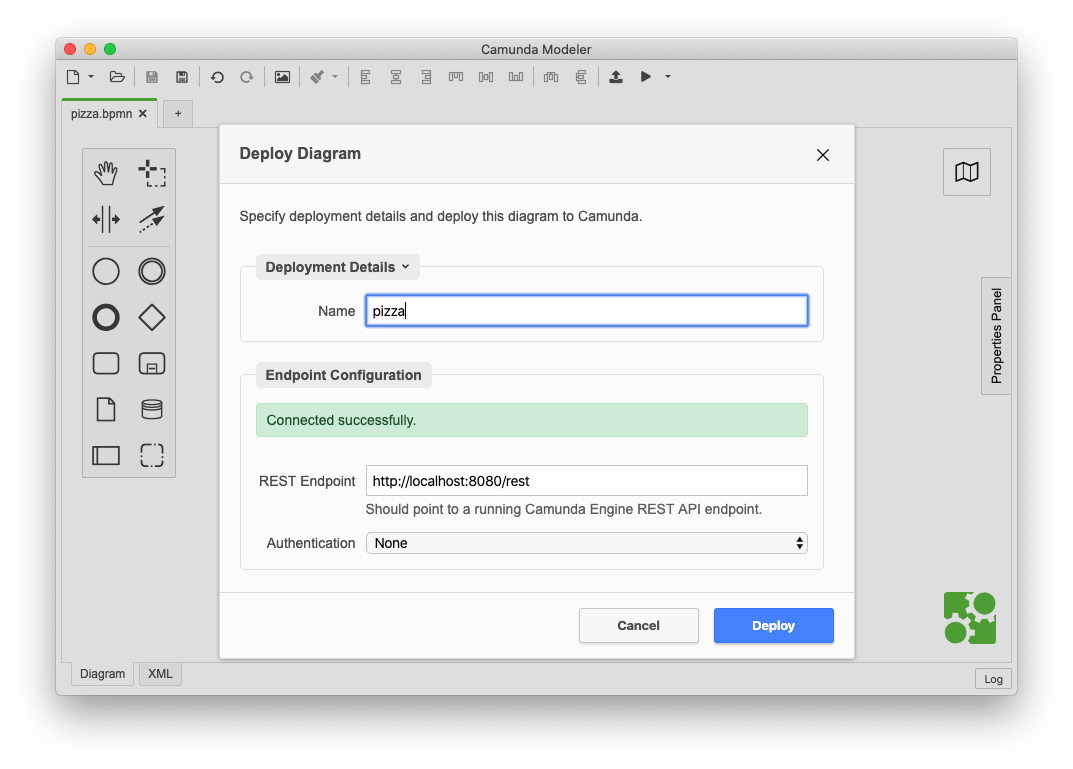 Camunda Modeler
pizza.bpmn
+
Deploy Diagram
Specify deployment details and deploy this diagram to Camunda.
Deployment Details
Name pizza
Endpoint Configuration
Connected successfully.
REST Endpoint http://localhost:8080/rest
Should point to a running Camunda Engine REST API endpoint.
Authentication None
Cancel Deploy
Properties Panel
Diagram XML
Log